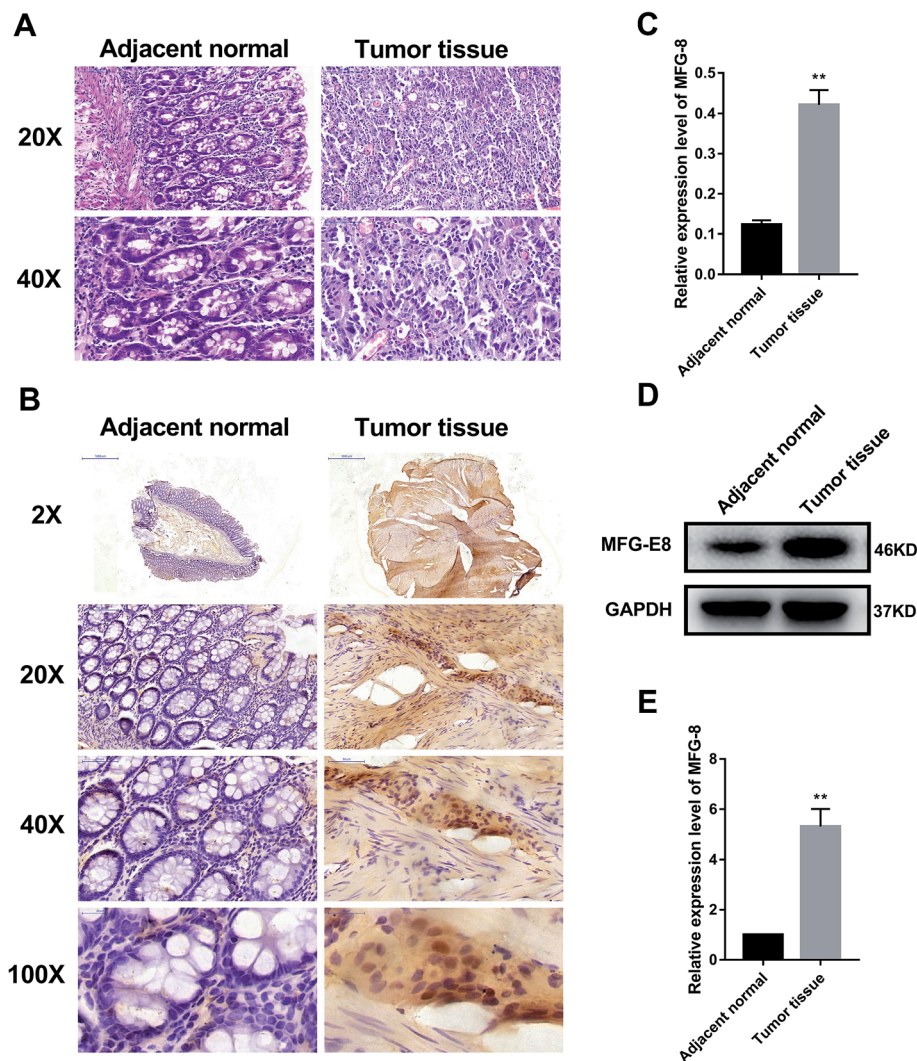 A
Adjacent normal
Tumor tissue
20X
40X
B
Adjacent normal
Tumor tissue
2X
20X
40X
100X
C
Relative expression level of MFG-8
0.5
0.4
0.3
0.2
0.1
0.0
**
Adjacent normal
Tumor tissue
D
Adjacent normal
Tumor tissue
MFG-E8
46KD
GAPDH
37KD
E
Relative expression level of MFG-8
8
6
4
2
0
**
Adjacent normal
Tumor tissue